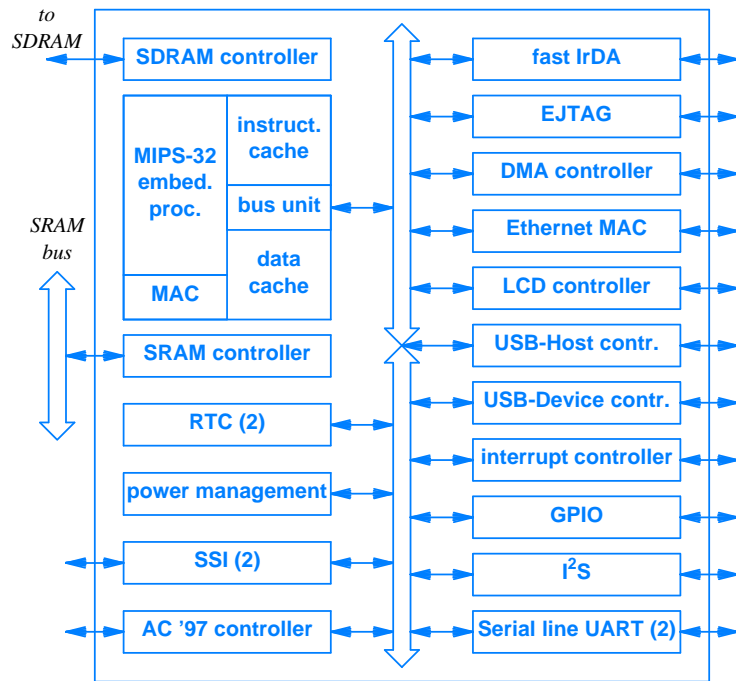 to
SDRAM
SDRAM controller
MIPS-32
embed.
proc.
instruct.
cache
bus unit
data
cache
MAC
SRAM
bus
SRAM controller
RTC (2)
power management
SSI (2)
AC ’97 controller
fast IrDA
EJTAG
DMA controller
Ethernet MAC
LCD controller
USB-Host contr.
USB-Device contr.
interrupt controller
GPIO
I²S
Serial line UART (2)